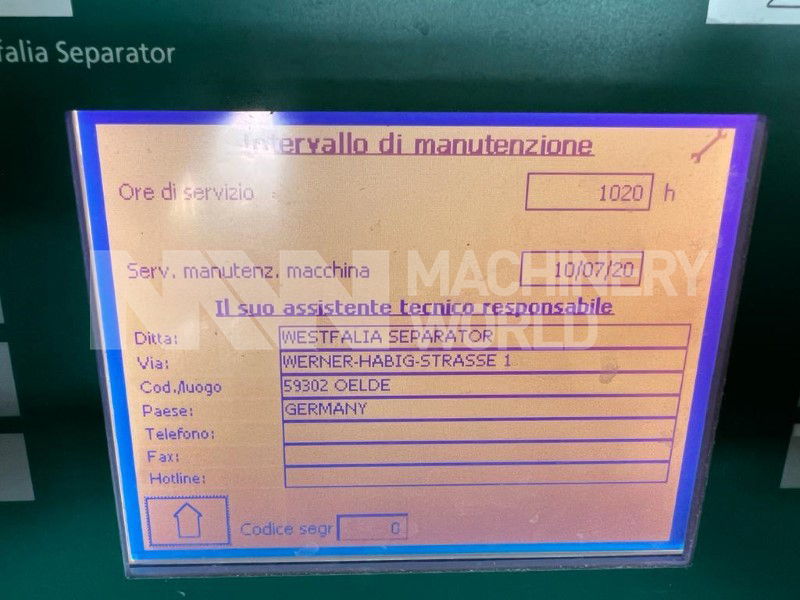 falia Separator
Intervallo di manutenzione
Ore di servizio 1020 h
Serv. manutenz. macchina 10/07/20
Il suo assistente tecnico responsabile
Ditta: WESTFALIA SEPARATOR
Via: WERNER-HABIG-STRASSE 1
Cod./luogo 59302 OELDE
Paese: GERMANY
Telefono:
Fax:
Hotline:
Codice segr 0
MACHINERY
WORLD